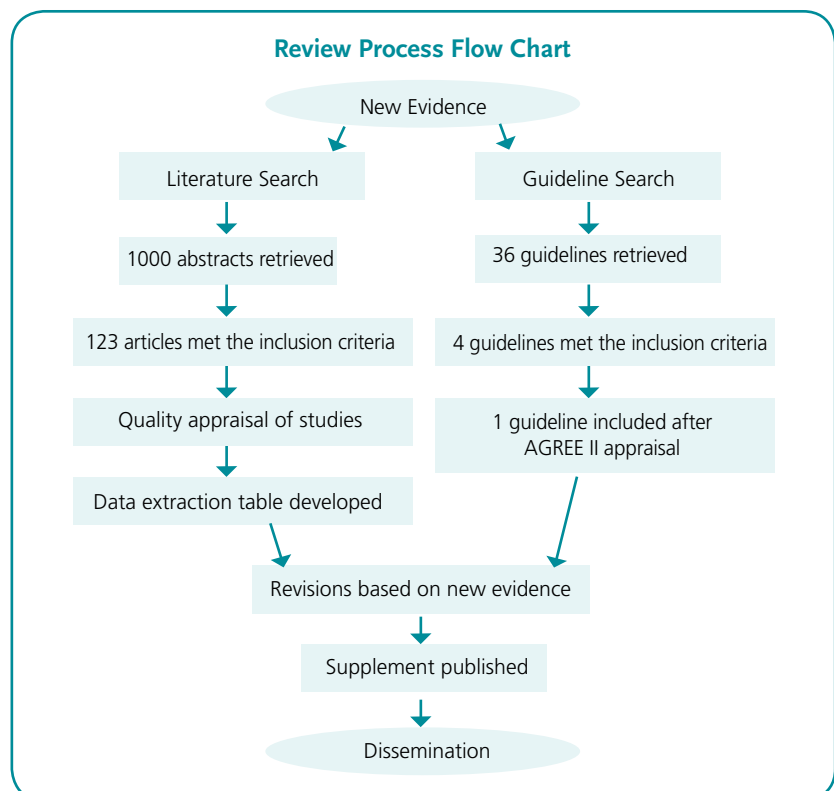 Review Process Flow Chart
New Evidence
Literature Search
Guideline Search
1000 abstracts retrieved
36 guidelines retrieved
123 articles met the inclusion criteria
4 guidelines met the inclusion criteria
Quality appraisal of studies
1 guideline included after
AGREE II appraisal
Data extraction table developed
Revisions based on new evidence
Supplement published
Dissemination